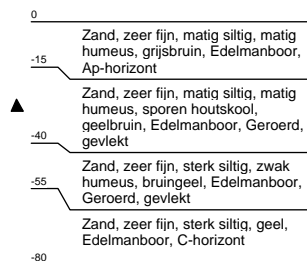 0
Zand, zeer fijn, matig siltig, matig
humeus, grijsbruin, Edelmanboor,
Ap-horizont
-15
Zand, zeer fijn, matig siltig, matig
humeus, sporen houtskool,
geelbruin, Edelmanboor, Geroerd,
gevlekt
-40
Zand, zeer fijn, sterk siltig, zwak
humeus, bruingeel, Edelmanboor,
Geroerd, gevlekt
-55
Zand, zeer fijn, sterk siltig, geel,
Edelmanboor, C-horizont
-80